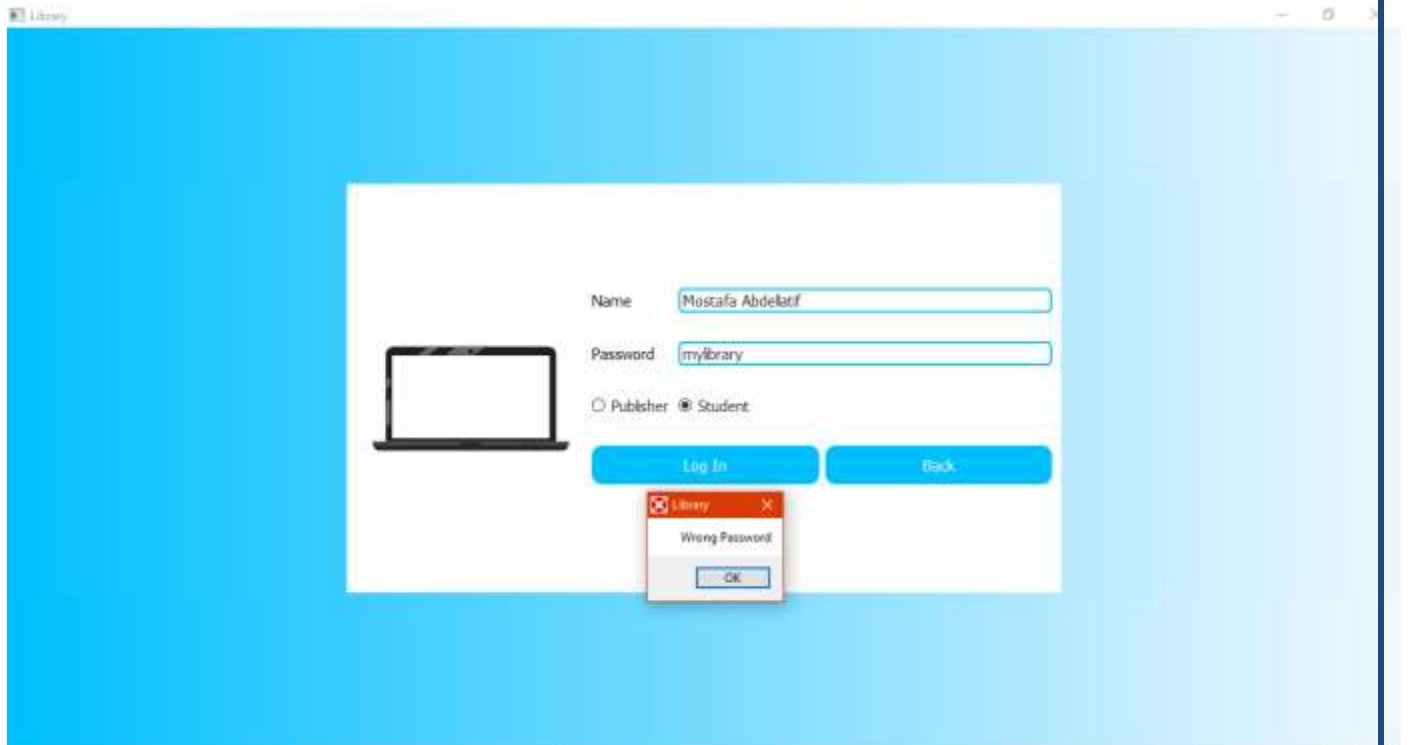 Library
Name Mostafa Abdellatif
Password mylibrary
Publisher Student
Log In Back
Library
Wrong Password
OK